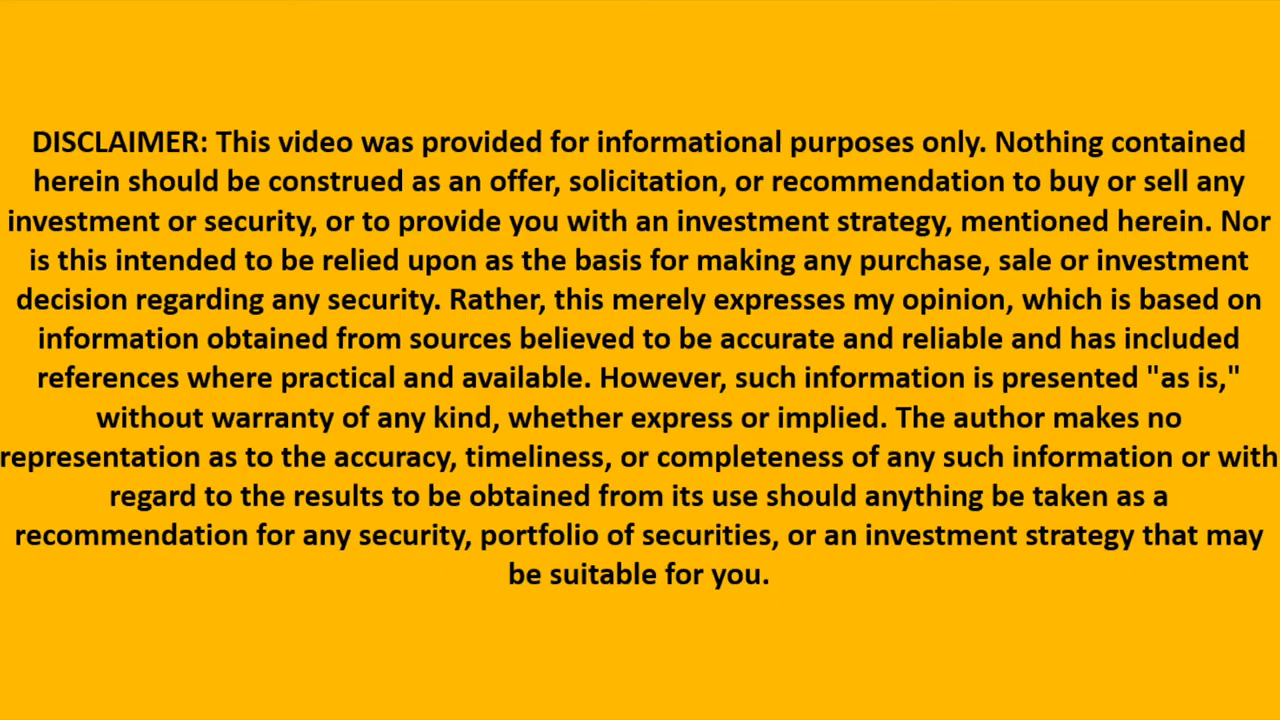 DISCLAIMER: This video was provided for informational purposes only. Nothing contained
herein should be construed as an offer, solicitation, or recommendation to buy or sell any
investment or security, or to provide you with an investment strategy, mentioned herein. Nor
is this intended to be relied upon as the basis for making any purchase, sale or investment
decision regarding any security. Rather, this merely expresses my opinion, which is based on
information obtained from sources believed to be accurate and reliable and has included
references where practical and available. However, such information is presented "as is,"
without warranty of any kind, whether express or implied. The author makes no
representation as to the accuracy, timeliness, or completeness of any such information or with
regard to the results to be obtained from its use should anything be taken as a
recommendation for any security, portfolio of securities, or an investment strategy that may
be suitable for you.